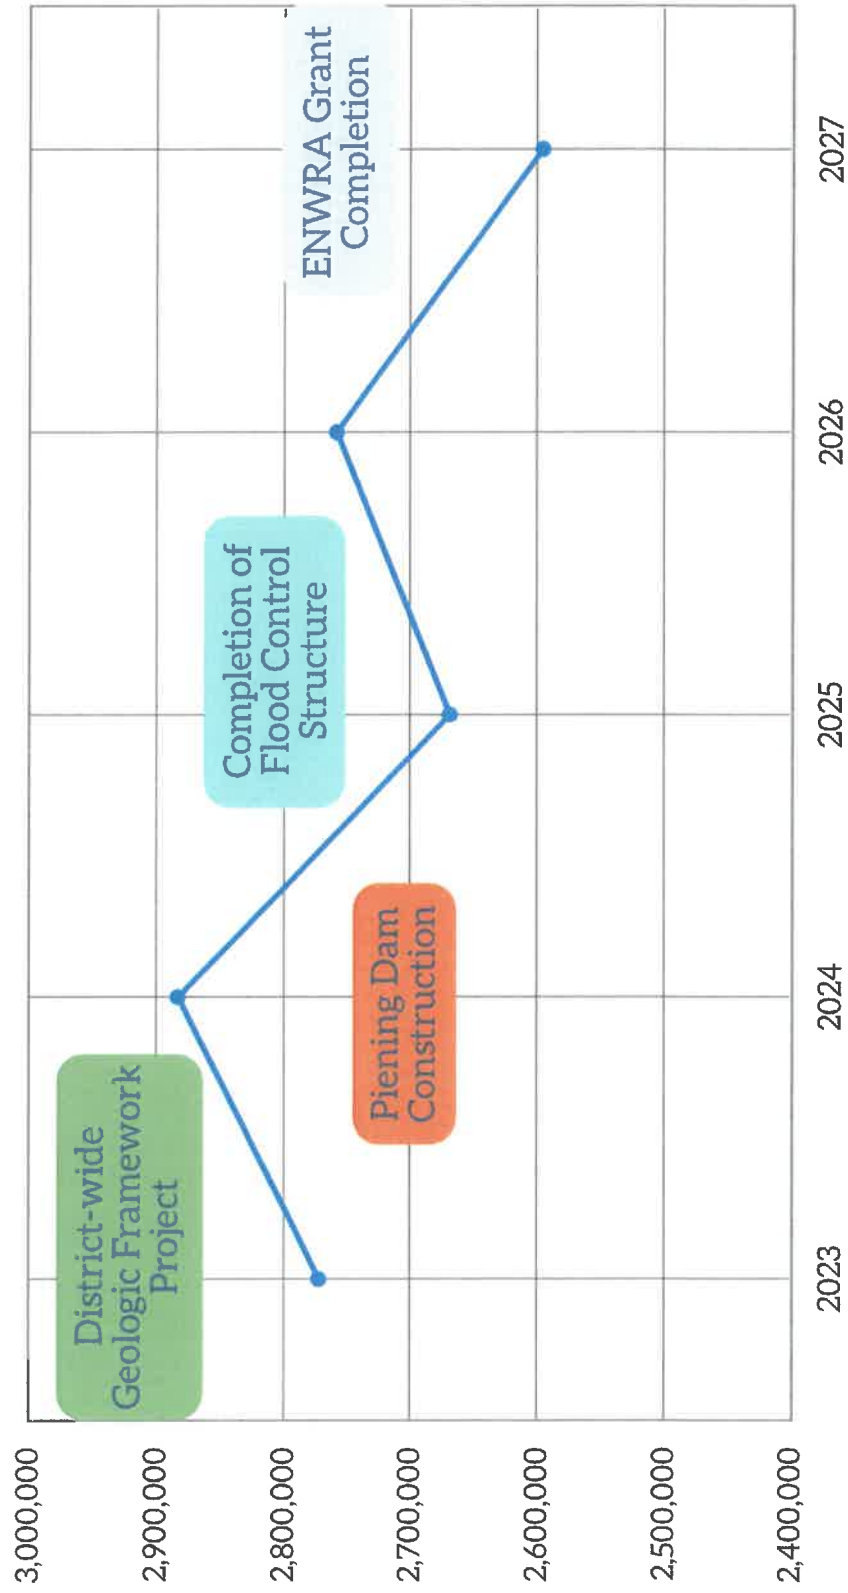 3,000,000
2,900,000
2,800,000
2,700,000
2,600,000
2,500,000
2,400,000
District-wide
Geologic Framework
Project
Piening Dam
Construction
Completion of
Flood Control
Structure
ENWRA Grant
Completion
2023
2024
2025
2026
2027